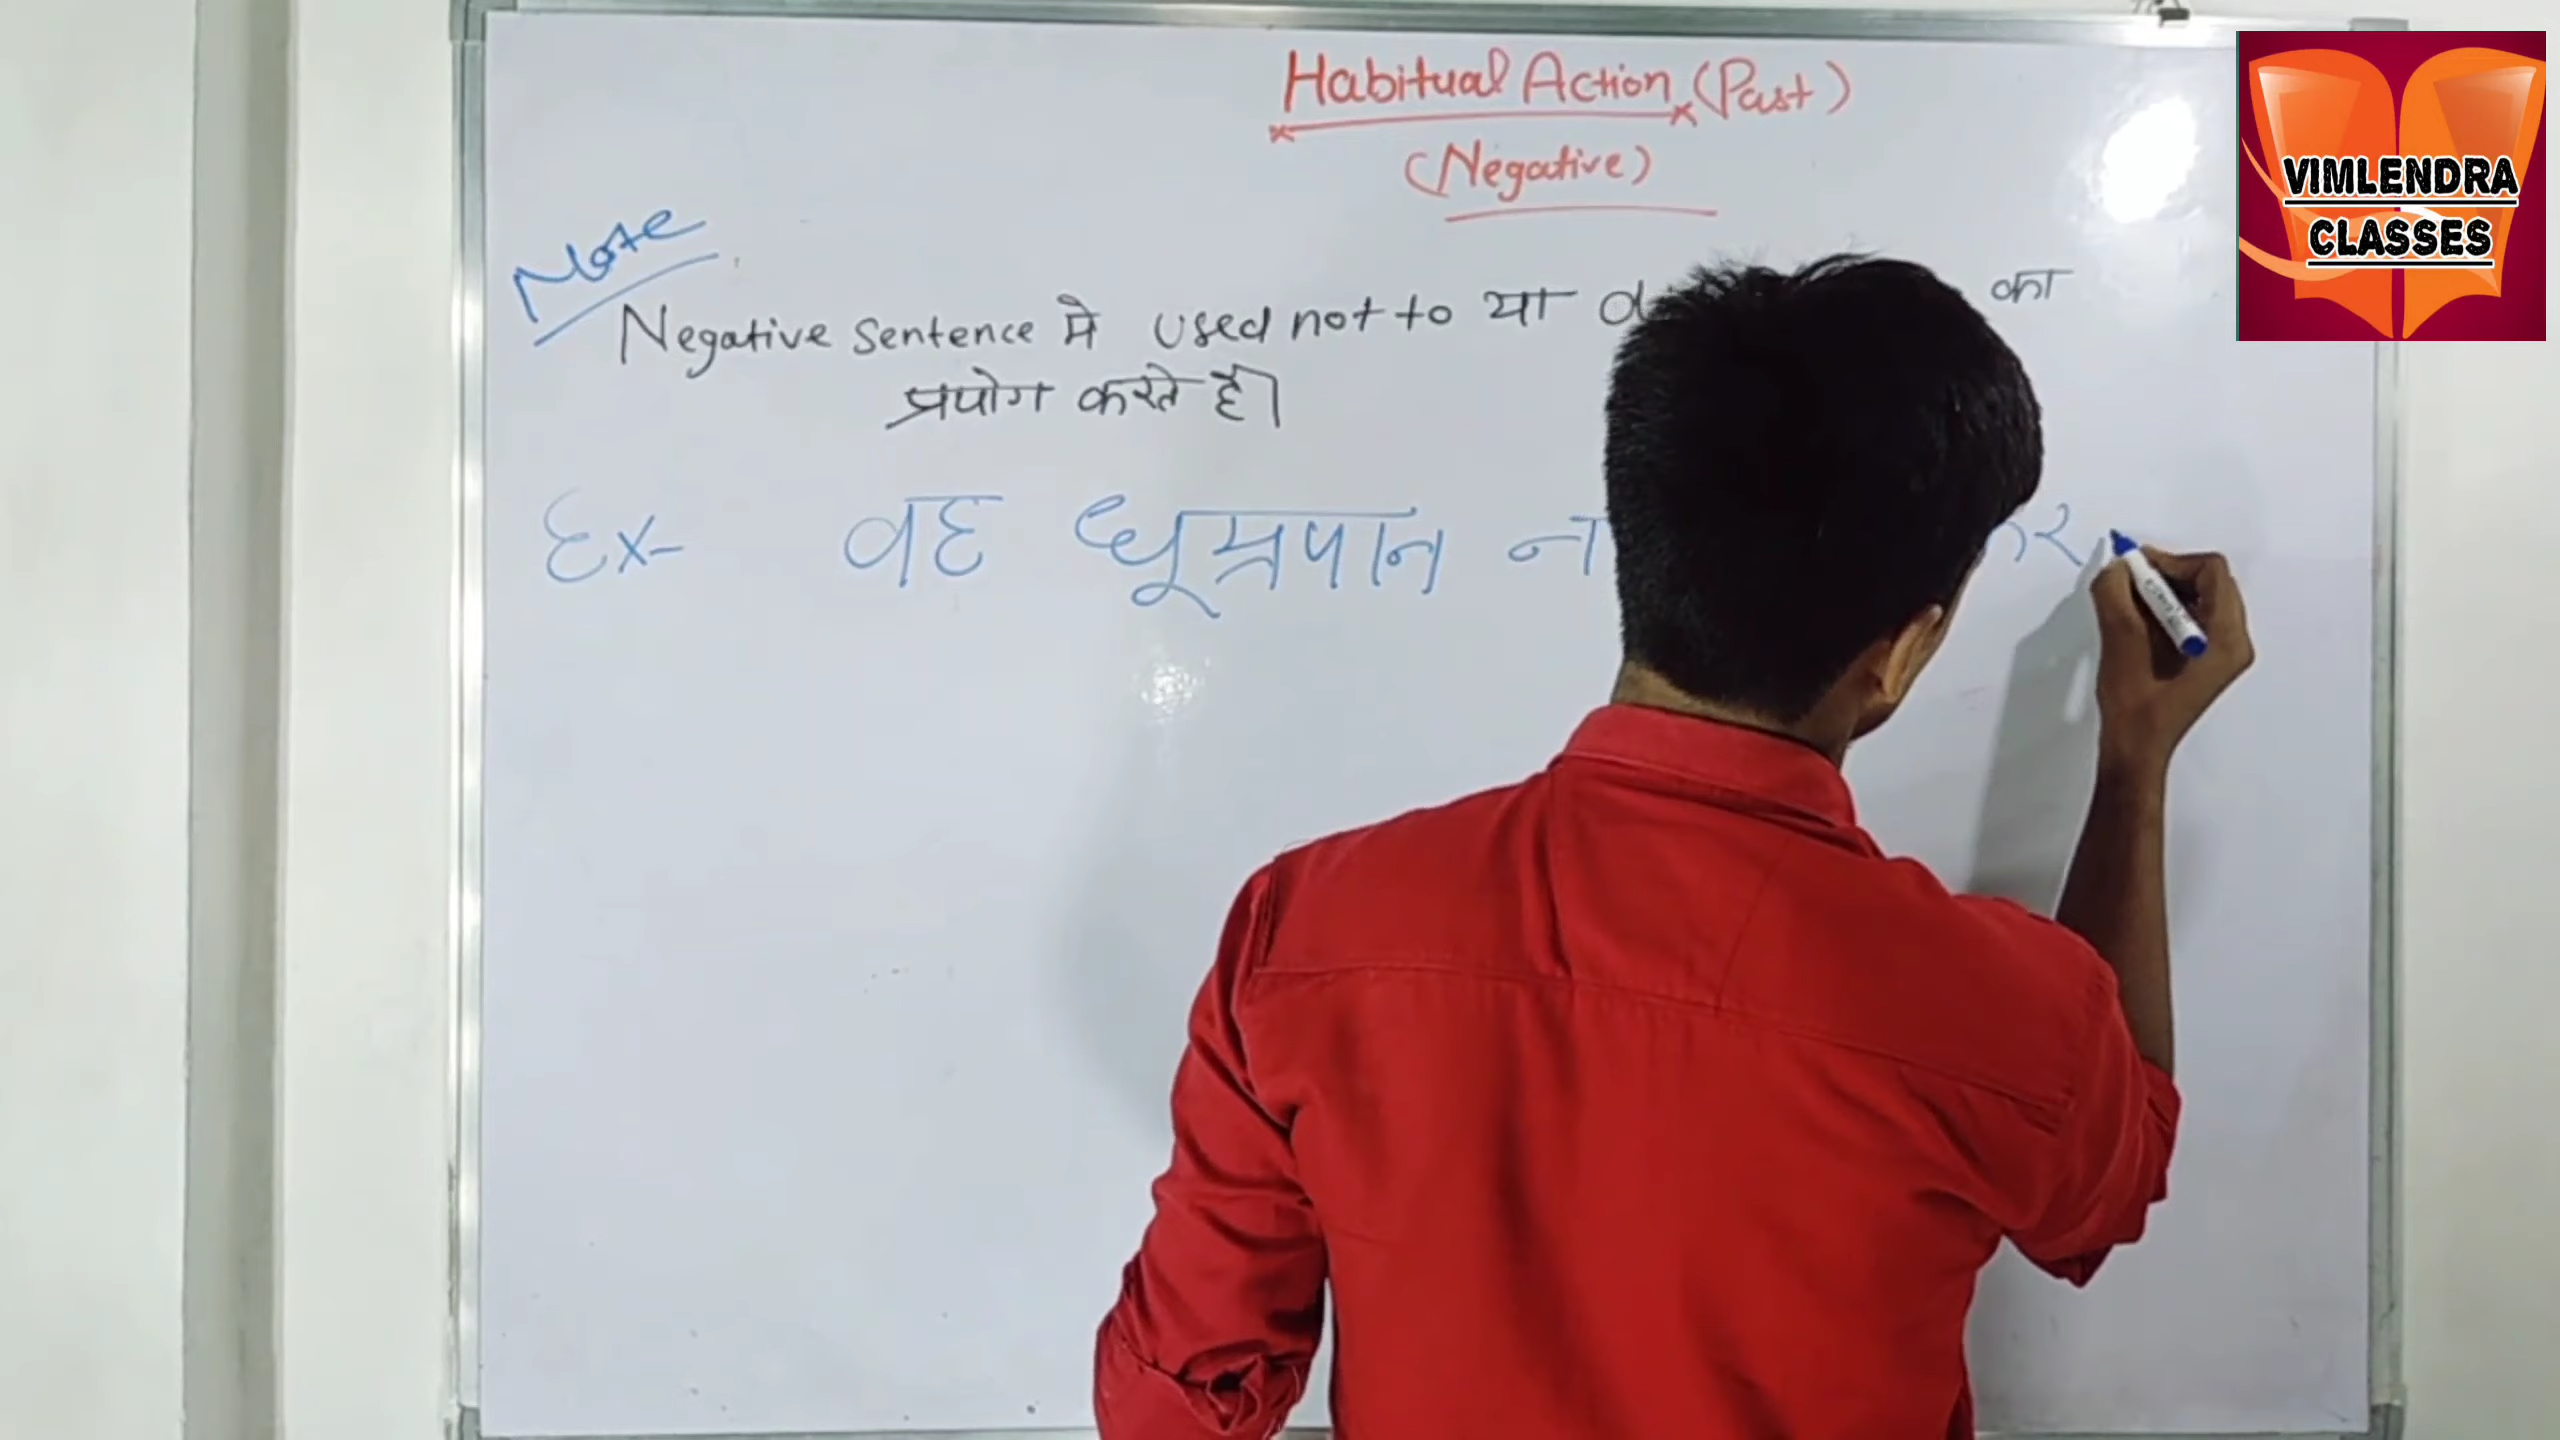 Habitual Action (Past)
(Negative)
Note
Negative Sentence मे used not to या का
प्रयोग करते है।
Ex- वह धूम्रपान
VIMLENDRA
CLASSES